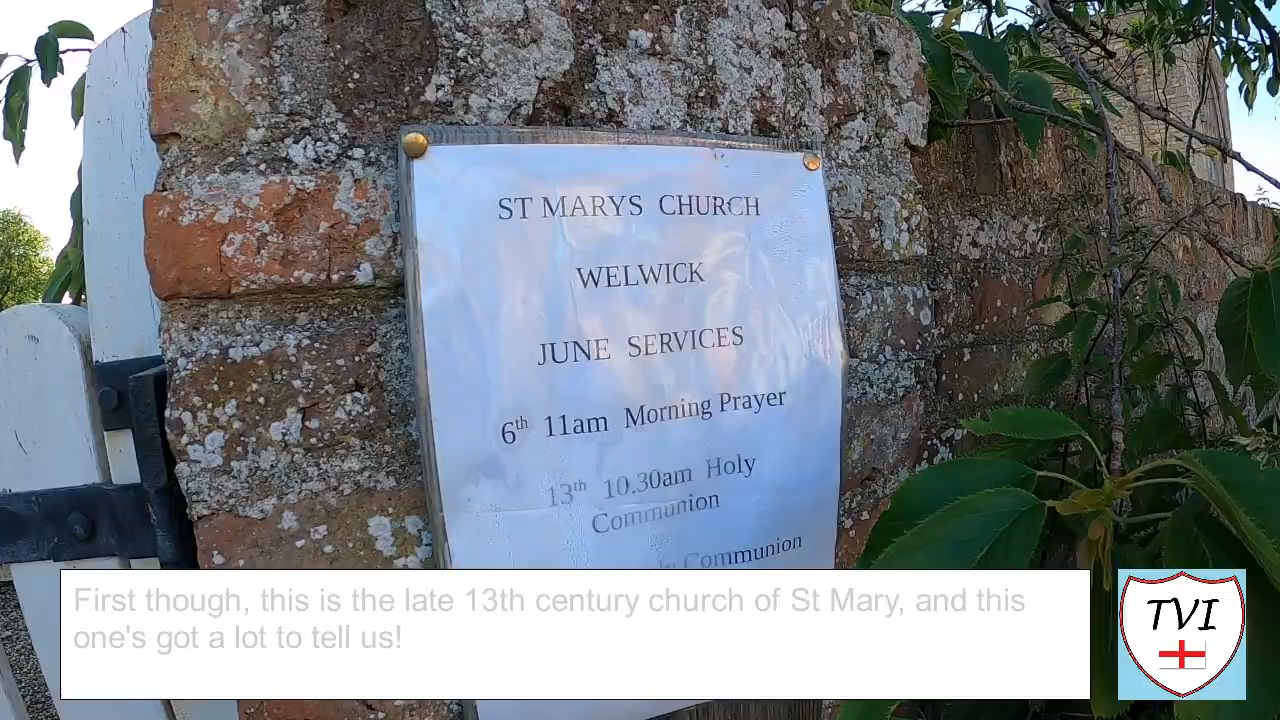 ST MARYS CHURCH
WELWICK
JUNE SERVICES
6th 11am Morning Prayer
13th 10.30am Holy
Communion
Communion
First though, this is the late 13th century church of St Mary, and this
one's got a lot to tell us!
TVI